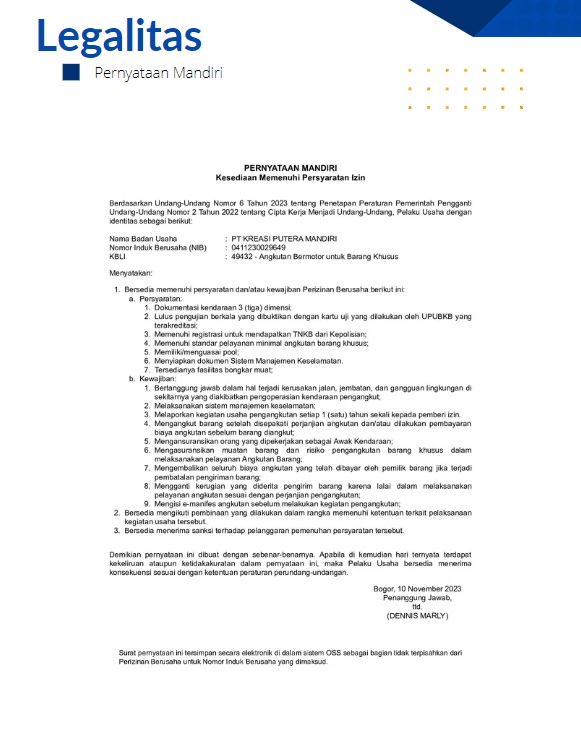 Legalitas
Pernyataan Mandiri
PERNYATAAN MANDIRI
Kesediaan Memenuhi Persyaratan Izin
Berdasarkan Undang-Undang Nomor 6 Tahun 2023 tentang Penetapan Peraturan Pemerintah Pengganti
Undang-Undang Nomor 2 Tahun 2022 tentang Cipta Kerja Menjadi Undang-Undang, Pelaku Usaha dengan
identitas sebagai berikut:
Nama Badan Usaha : PT KREASI PUTERA MANDIRI
Nomor Induk Berusaha (NIB) : 0411230029649
KBLI : 49432 - Angkutan Bermotor untuk Barang Khusus
Menyatakan:
1. Bersedia memenuhi persyaratan dan/atau kewajiban Perizinan Berusaha berikut ini:
a. Persyaratan:
1. Dokumentasi kendaraan 3 (tiga) dimensi;
2. Lulus pengujian berkala yang dibuktikan dengan kartu uji yang dilakukan oleh UPUBKB yang
terakreditasi;
3. Memenuhi registrasi untuk mendapatkan TNKB dari Kepolisian;
4. Memenuhi standar pelayanan minimal angkutan barang khusus;
5. Memiliki/menguasai pool;
6. Menyiapkan dokumen Sistem Manajemen Keselamatan.
7. Tersedianya fasilitas bongkar muat;
b. Kewajiban:
1. Bertanggung jawab dalam hal terjadi kerusakan jalan, jembatan, dan gangguan lingkungan di
sekitarnya yang diakibatkan pengoperasian kendaraan pengangkut;
2. Melaksanakan sistem manajemen keselamatan;
3. Melaporkan kegiatan usaha pengangkutan setiap 1 (satu) tahun sekali kepada pemberi izin.
4. Mengangkut barang setelah disepakati perjanjian angkutan dan/atau dilakukan pembayaran
biaya angkutan sebelum barang diangkut;
5. Mengansuransikan orang yang dipekerjakan sebagai Awak Kendaraan;
6. Mengasuransikan muatan barang dan risiko pengangkutan barang khusus dalam
melaksanakan pelayanan Angkutan Barang;
7. Mengembalikan seluruh biaya angkutan yang telah dibayar oleh pemilik barang jika terjadi
pembatalan pengiriman barang;
8. Mengganti kerugian yang diderita pengirim barang karena lalai dalam melaksanakan
pelayanan angkutan sesuai dengan perjanjian pengangkutan;
9. Mengisi e-manifes angkutan sebelum melakukan kegiatan pengangkutan;
2. Bersedia mengikuti pembinaan yang dilakukan dalam rangka memenuhi ketentuan terkait pelaksanaan
kegiatan usaha tersebut.
3. Bersedia menerima sanksi terhadap pelanggaran pemenuhan persyaratan tersebut.
Demikian pernyataan ini dibuat dengan sebenar-benarnya. Apabila di kemudian hari ternyata terdapat
kekeliruan ataupun ketidakakuratan dalam pernyataan ini, maka Pelaku Usaha bersedia menerima
konsekuensi sesuai dengan ketentuan peraturan perundang-undangan.
Bogor, 10 November 2023
Penanggung Jawab,
ttd.
(DENNIS MARLY)
Surat pernyataan ini tersimpan secara elektronik di dalam sistem OSS sebagai bagian tidak terpisahkan dari
Perizinan Berusaha untuk Nomor Induk Berusaha yang dimaksud.